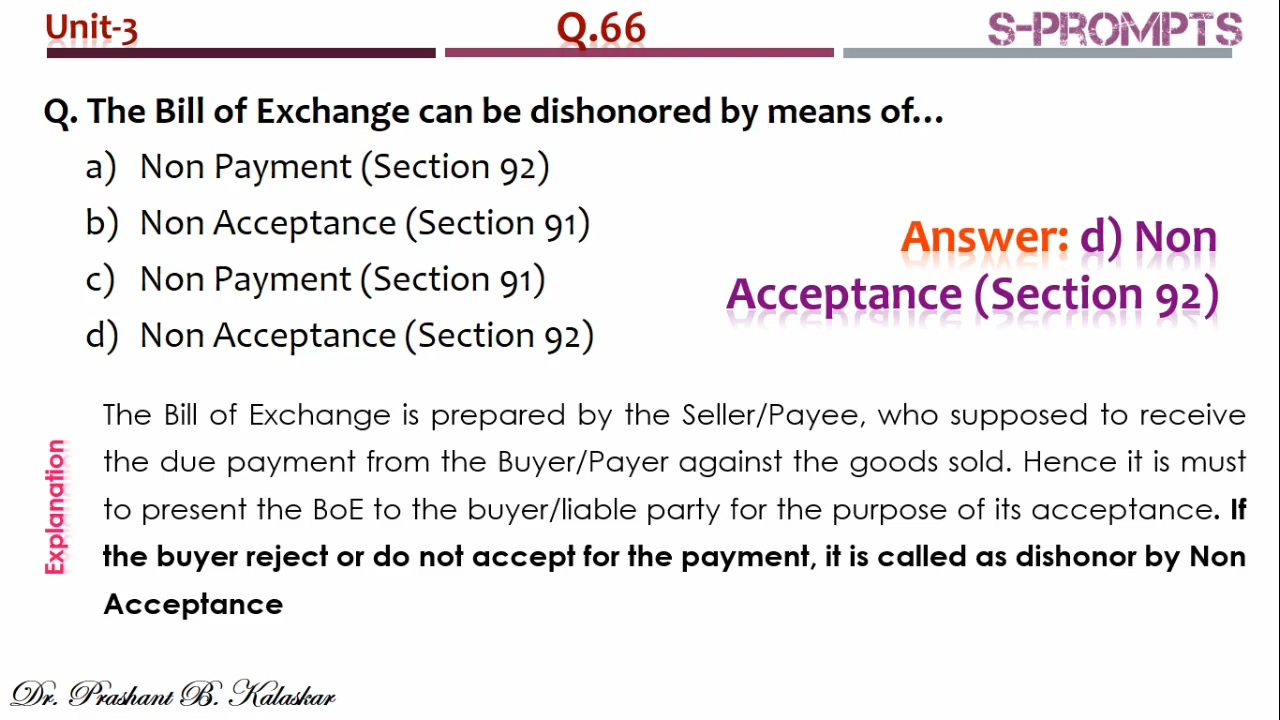 Unit-3
Q.66
S-PROMPTS
Q. The Bill of Exchange can be dishonored by means of...
a) Non Payment (Section 92)
b) Non Acceptance (Section 91)
c) Non Payment (Section 91)
d) Non Acceptance (Section 92)
Answer: d) Non
Acceptance (Section 92)
Explanation
The Bill of Exchange is prepared by the Seller/Payee, who supposed to receive
the due payment from the Buyer/Payer against the goods sold. Hence it is must
to present the BoE to the buyer/liable party for the purpose of its acceptance. If
the buyer reject or do not accept for the payment, it is called as dishonor by Non
Acceptance
Dr. Prashant B. Kalaskar